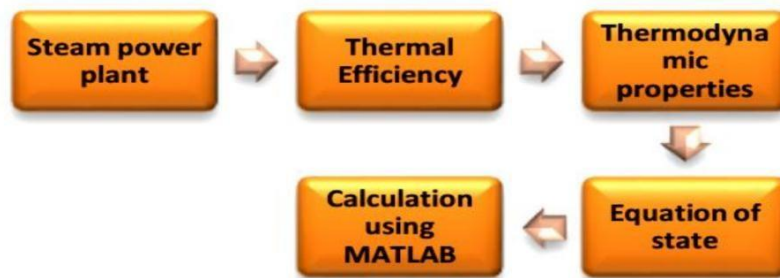 Steam power
plant
Thermal
Efficiency
Thermodyna
mic
properties
Equation of
state
Calculation
using
MATLAB